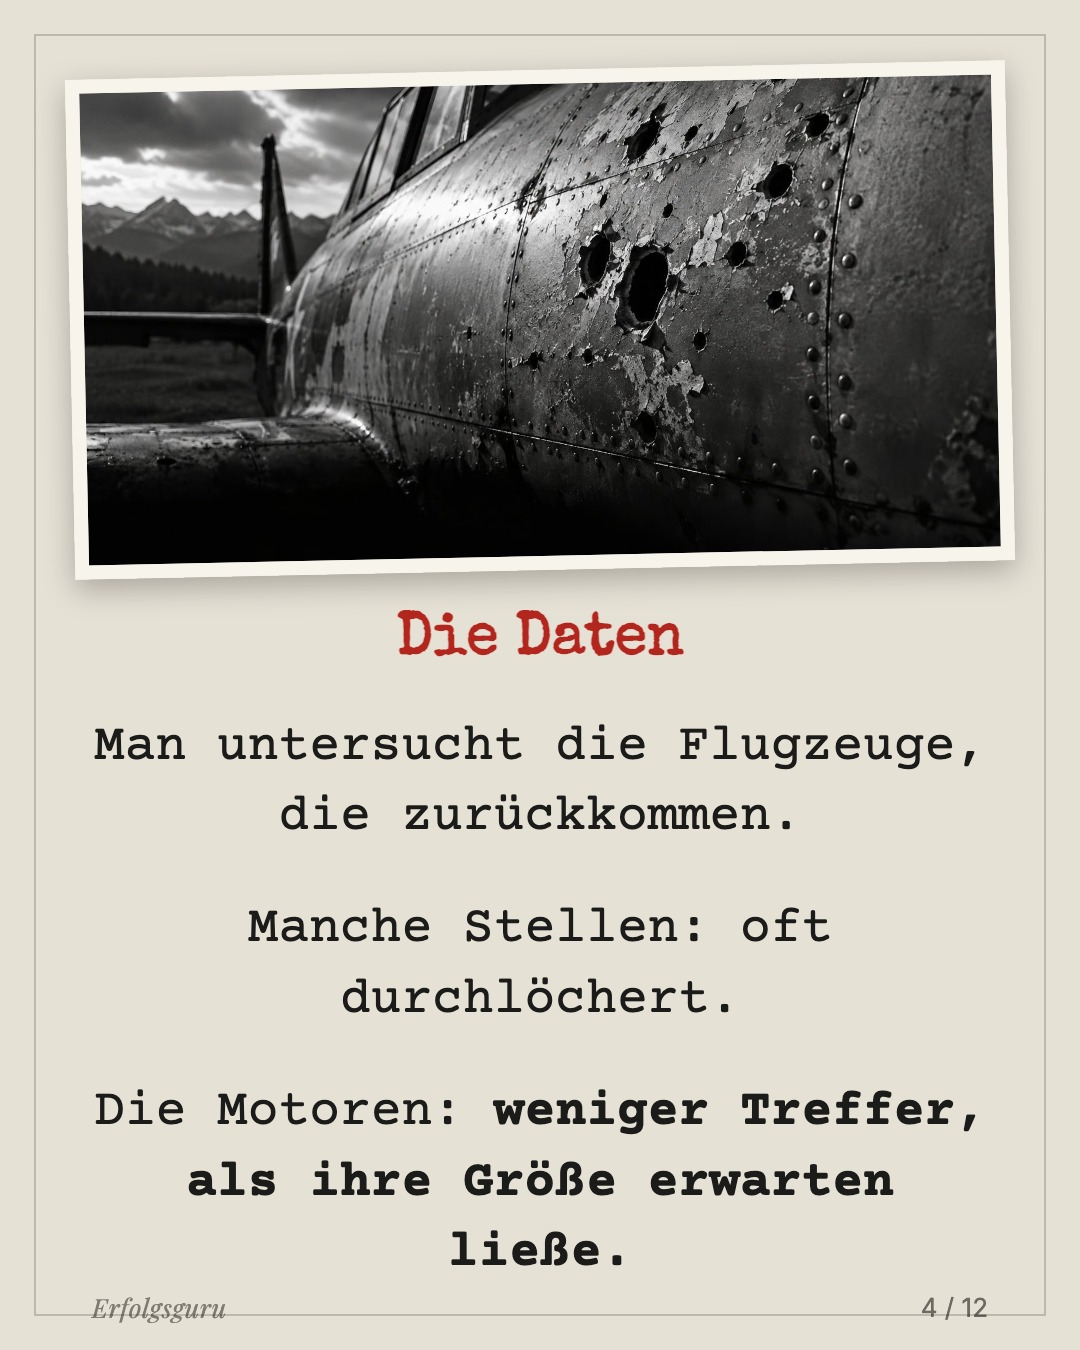 Die Daten
Man untersucht die Flugzeuge,
die zurückkommen.
Manche Stellen: oft
durchlöchert.
Die Motoren: weniger Treffer,
als ihre Größe erwarten
ließe.
Erfolgsguru
4 / 12